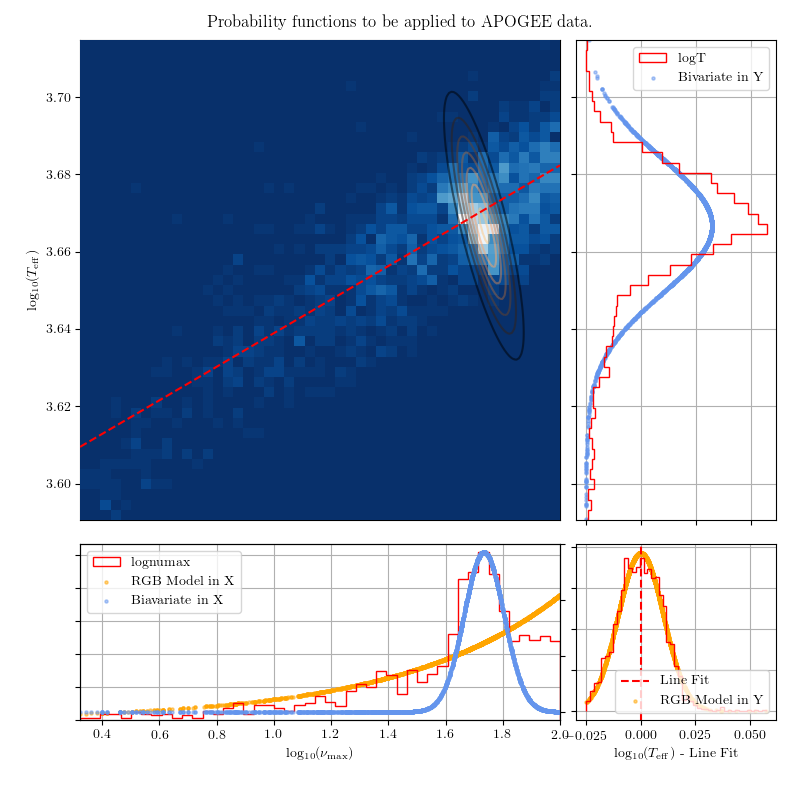 Probability functions to be applied to APOGEE data.
3.70
3.68
3.66
3.64
3.62
3.60
log₁₀(T_eff)
logT
Bivariate in Y
lognumax
RGB Model in X
Biavariate in X
0.4 0.6 0.8 1.0 1.2 1.4 1.6 1.8 2.0
log₁₀(ν_max)
Line Fit
RGB Model in Y
−0.025 0.000 0.025 0.050
log₁₀(T_eff) - Line Fit